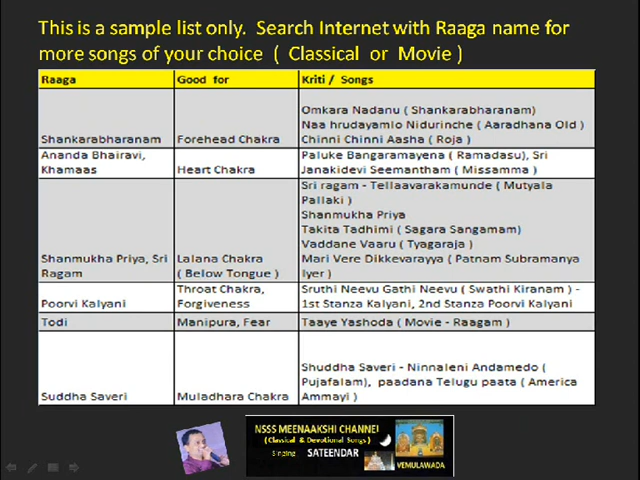 This is a sample list only.  Search Internet with Raaga name for
more songs of your choice  (  Classical  or  Movie )
Raaga  Good for  Kriti / Songs
Shankarabharanam  Forehead Chakra  Omkara Nadanu ( Shankarabharanam)
Naa hrudayamlo Nidurinche ( Aaradhana Old )
Chinni Chinni Aasha ( Roja )
Ananda Bhairavi,
Khamaas  Heart Chakra  Paluke Bangaramayena ( Ramadasu), Sri
Janakidevi Seemantham ( Missamma )
Shanmukha Priya, Sri
Ragam  Lalana Chakra
( Below Tongue )  Sri ragam - Tellaavarakamunde ( Mutyala
Pallaki )
Shanmukha Priya
Takita Tadhimi ( Sagara Sangamam)
Vaddane Vaaru ( Tyagaraja )
Mari Vere Dikkevarayya ( Patnam Subramanya
Iyer )
Poorvi Kalyani  Throat Chakra,
Forgiveness  Sruthi Neevu Gathi Neevu ( Swathi Kiranam ) -
1st Stanza Kalyani, 2nd Stanza Poorvi Kalyani
Todi  Manipura, Fear  Taaye Yashoda ( Movie - Raagam )
Suddha Saveri  Muladhara Chakra  Shuddha Saveri - Ninnaleni Andamedo (
Pujafalam),  paadana Telugu paata ( America
Ammayi )
NSSS MEENAAKSHI CHANNEL
(Classical & Devotional Songs)
Singing  SATEENDAR
VEMULAWADA